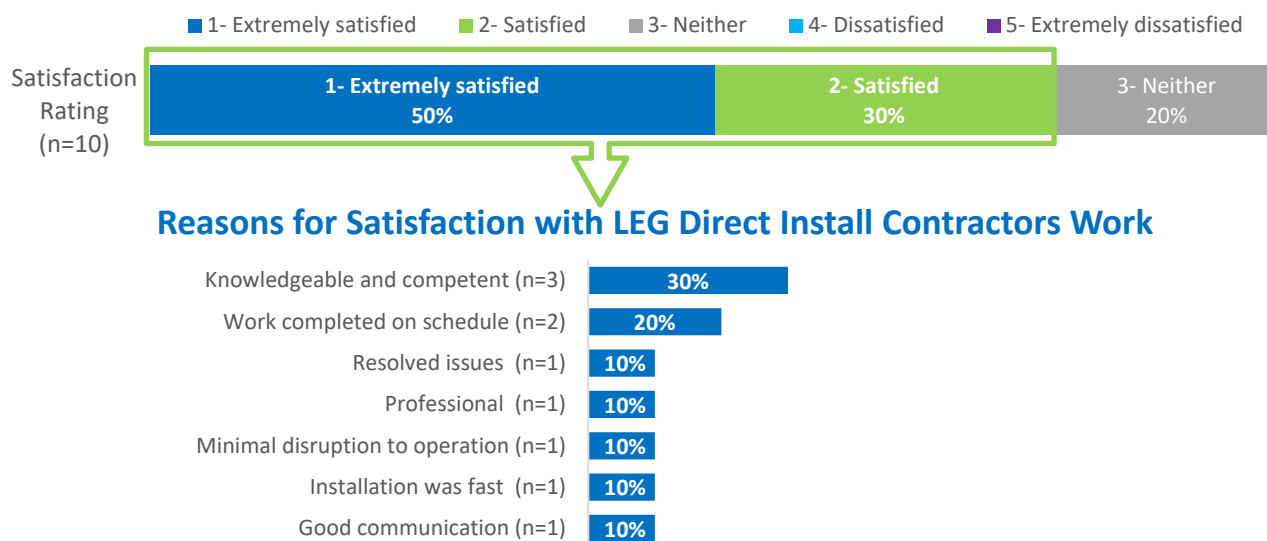 1- Extremely satisfied 2- Satisfied 3- Neither 4- Dissatisfied 5- Extremely dissatisfied
Satisfaction
Rating
(n=10)
1- Extremely satisfied
50%
2- Satisfied
30%
3- Neither
20%
Reasons for Satisfaction with LEG Direct Install Contractors Work
Knowledgeable and competent (n=3) 30%
Work completed on schedule (n=2) 20%
Resolved issues (n=1) 10%
Professional (n=1) 10%
Minimal disruption to operation (n=1) 10%
Installation was fast (n=1) 10%
Good communication (n=1) 10%